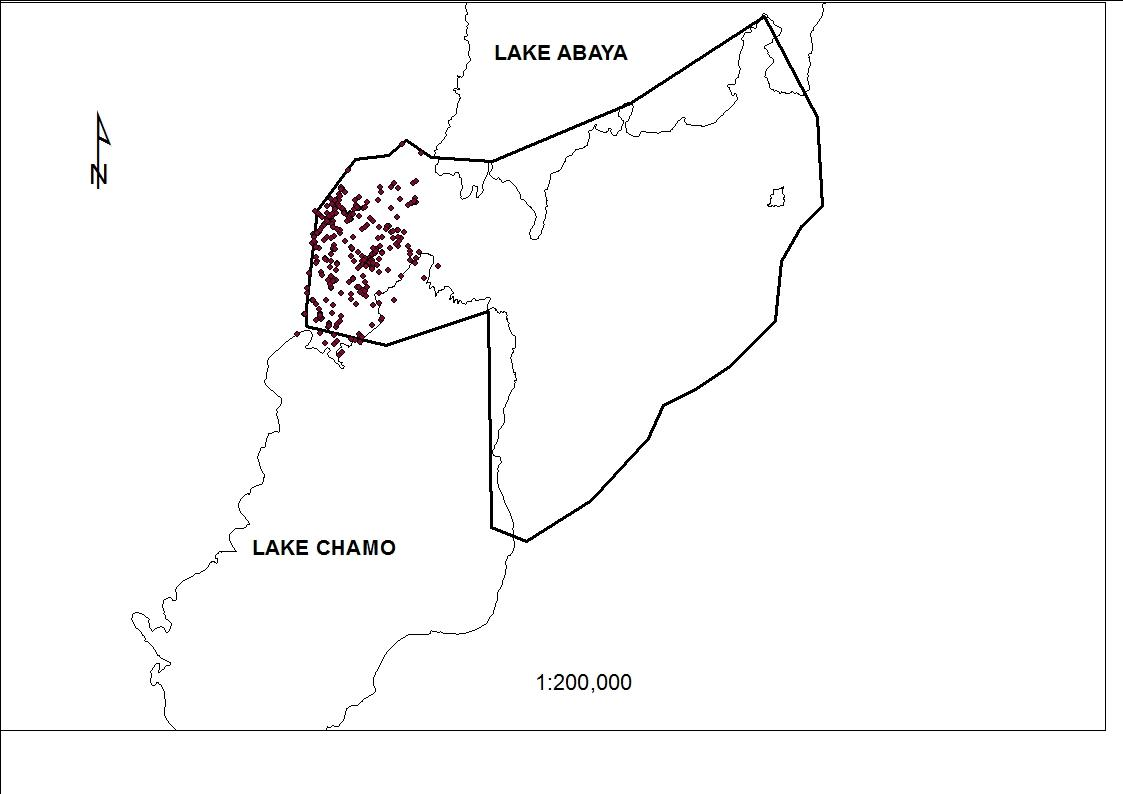 LAKE ABAYA
N
LAKE CHAMO
1:200,000